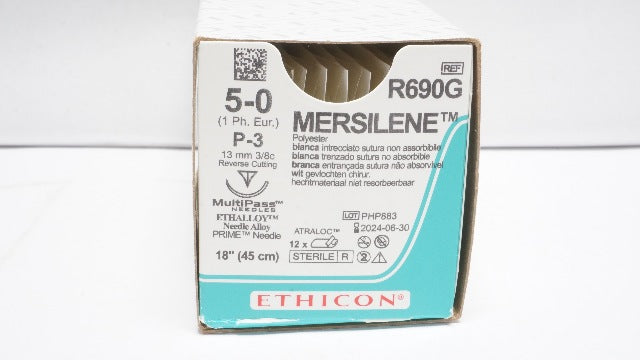 REF
R690G
5-0
(1 Ph. Eur.)
P-3
13 mm 3/8c
Reverse Cutting
MultiPass™
NEEDLES
ETHALLOY™
Needle Alloy
PRIME™ Needle
18" (45 cm)
MERSILENE™
Polyester
bianca intrecciato sutura non assorbibile
blanca trenzado sutura no absorbible
branca entrançada sutura não absorvível
wit gevlochten chirur.
hechtmateriaal niet resorbeerbaar
LOT PHP883
2024-06-30
ATRALOC™
12 x
STERILE R
ETHICON®